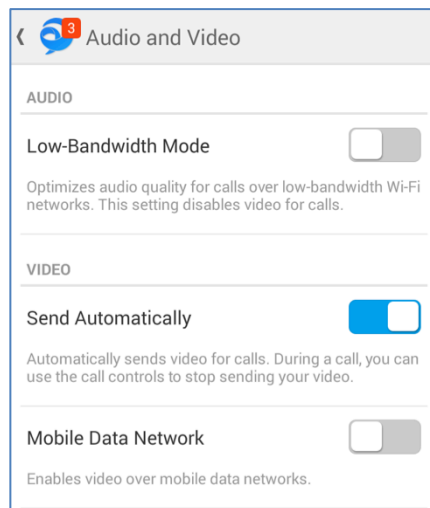 3
Audio and Video
AUDIO
Low-Bandwidth Mode
Optimizes audio quality for calls over low-bandwidth Wi-Fi
networks. This setting disables video for calls.
VIDEO
Send Automatically
Automatically sends video for calls. During a call, you can
use the call controls to stop sending your video.
Mobile Data Network
Enables video over mobile data networks.